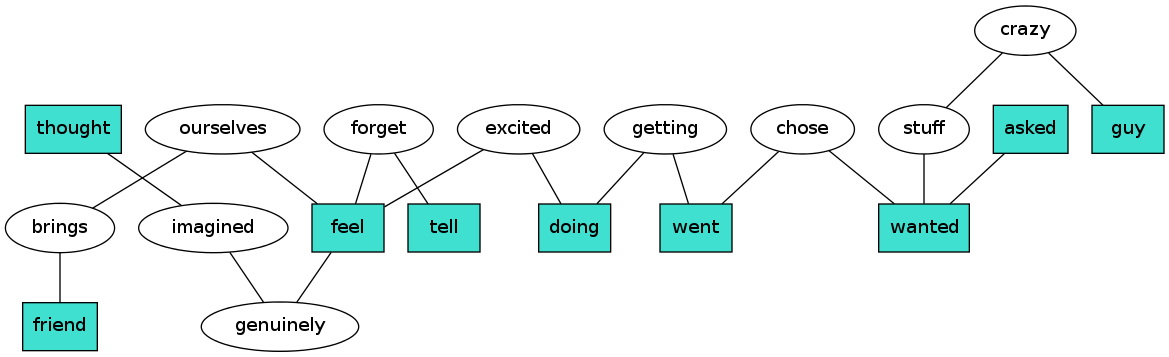 crazy
thought
ourselves
forget
excited
getting
chose
stuff
asked
guy
brings
imagined
feel
tell
doing
went
wanted
friend
genuinely